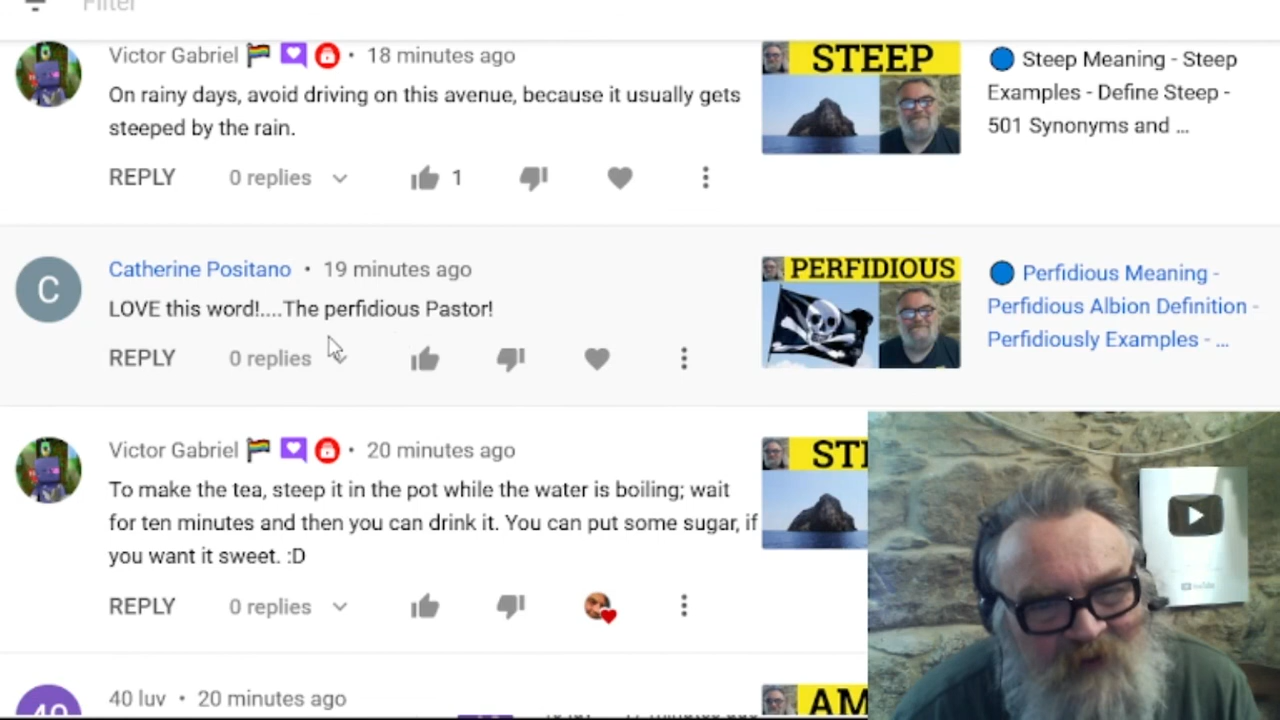 Filter
Victor Gabriel • 18 minutes ago
On rainy days, avoid driving on this avenue, because it usually gets
steeped by the rain.
REPLY 0 replies 1
STEEP
Steep Meaning - Steep
Examples - Define Steep -
501 Synonyms and ...
Catherine Positano • 19 minutes ago
LOVE this word!....The perfidious Pastor!
REPLY 0 replies
C
PERFIDIOUS
Perfidious Meaning -
Perfidious Albion Definition -
Perfidiously Examples - ...
Victor Gabriel • 20 minutes ago
To make the tea, steep it in the pot while the water is boiling; wait
for ten minutes and then you can drink it. You can put some sugar, if
you want it sweet. :D
REPLY 0 replies
STE
40 luv • 20 minutes ago
40
AM